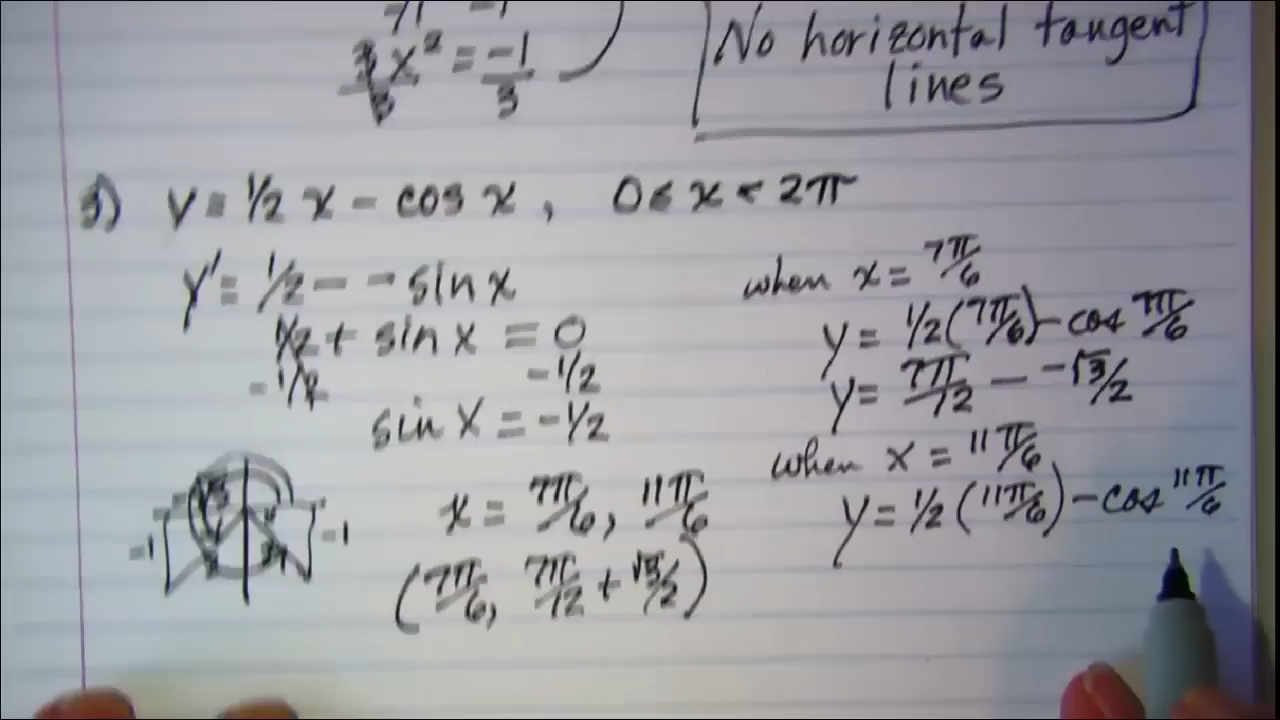 x² = -1/3
No horizontal tangent
lines
y = 1/2 x - cos x, 0 < x < 2π
y' = 1/2 - - sin x
1/2 + sin x = 0
-1/2 -1/2
sin x = -1/2
x = 7π/6, 11π/6
(7π/6, 7π/12 + √3/2)
-1 -1
when x = 7π/6
y = 1/2 (7π/6) - cos 7π/6
y = 7π/12 - -√3/2
when x = 11π/6
y = 1/2 (11π/6) - cos 11π/6